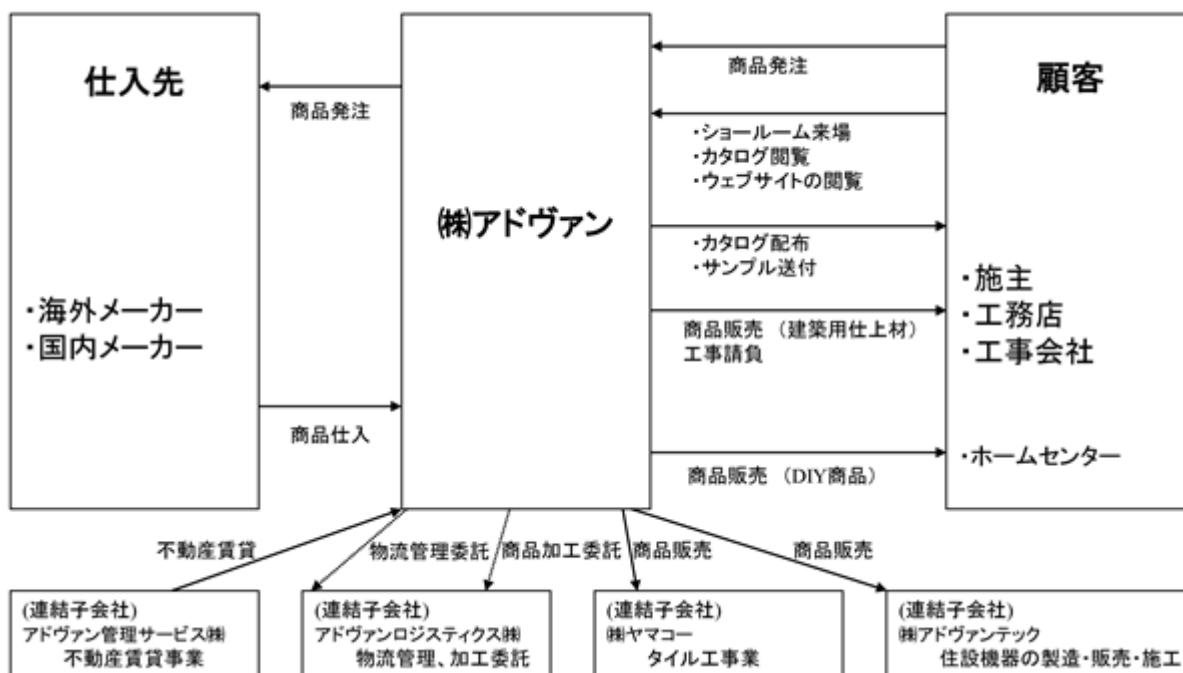 仕入先
・海外メーカー
・国内メーカー
商品発注
商品仕入
㈱アドヴァン
商品発注
・ショールーム来場
・カタログ閲覧
・ウェブサイトの閲覧
・カタログ配布
・サンプル送付
商品販売 （建築用仕上材）
工事請負
商品販売 （DIY商品）
顧客
・施主
・工務店
・工事会社
・ホームセンター
不動産賃貸
物流管理委託
商品加工委託
商品販売
商品販売
(連結子会社)
アドヴァン管理サービス㈱
不動産賃貸事業
(連結子会社)
アドヴァンロジスティクス㈱
物流管理、加工委託
(連結子会社)
㈱ヤマコー
タイル工事業
(連結子会社)
㈱アドヴァンテック
住設機器の製造・販売・施工